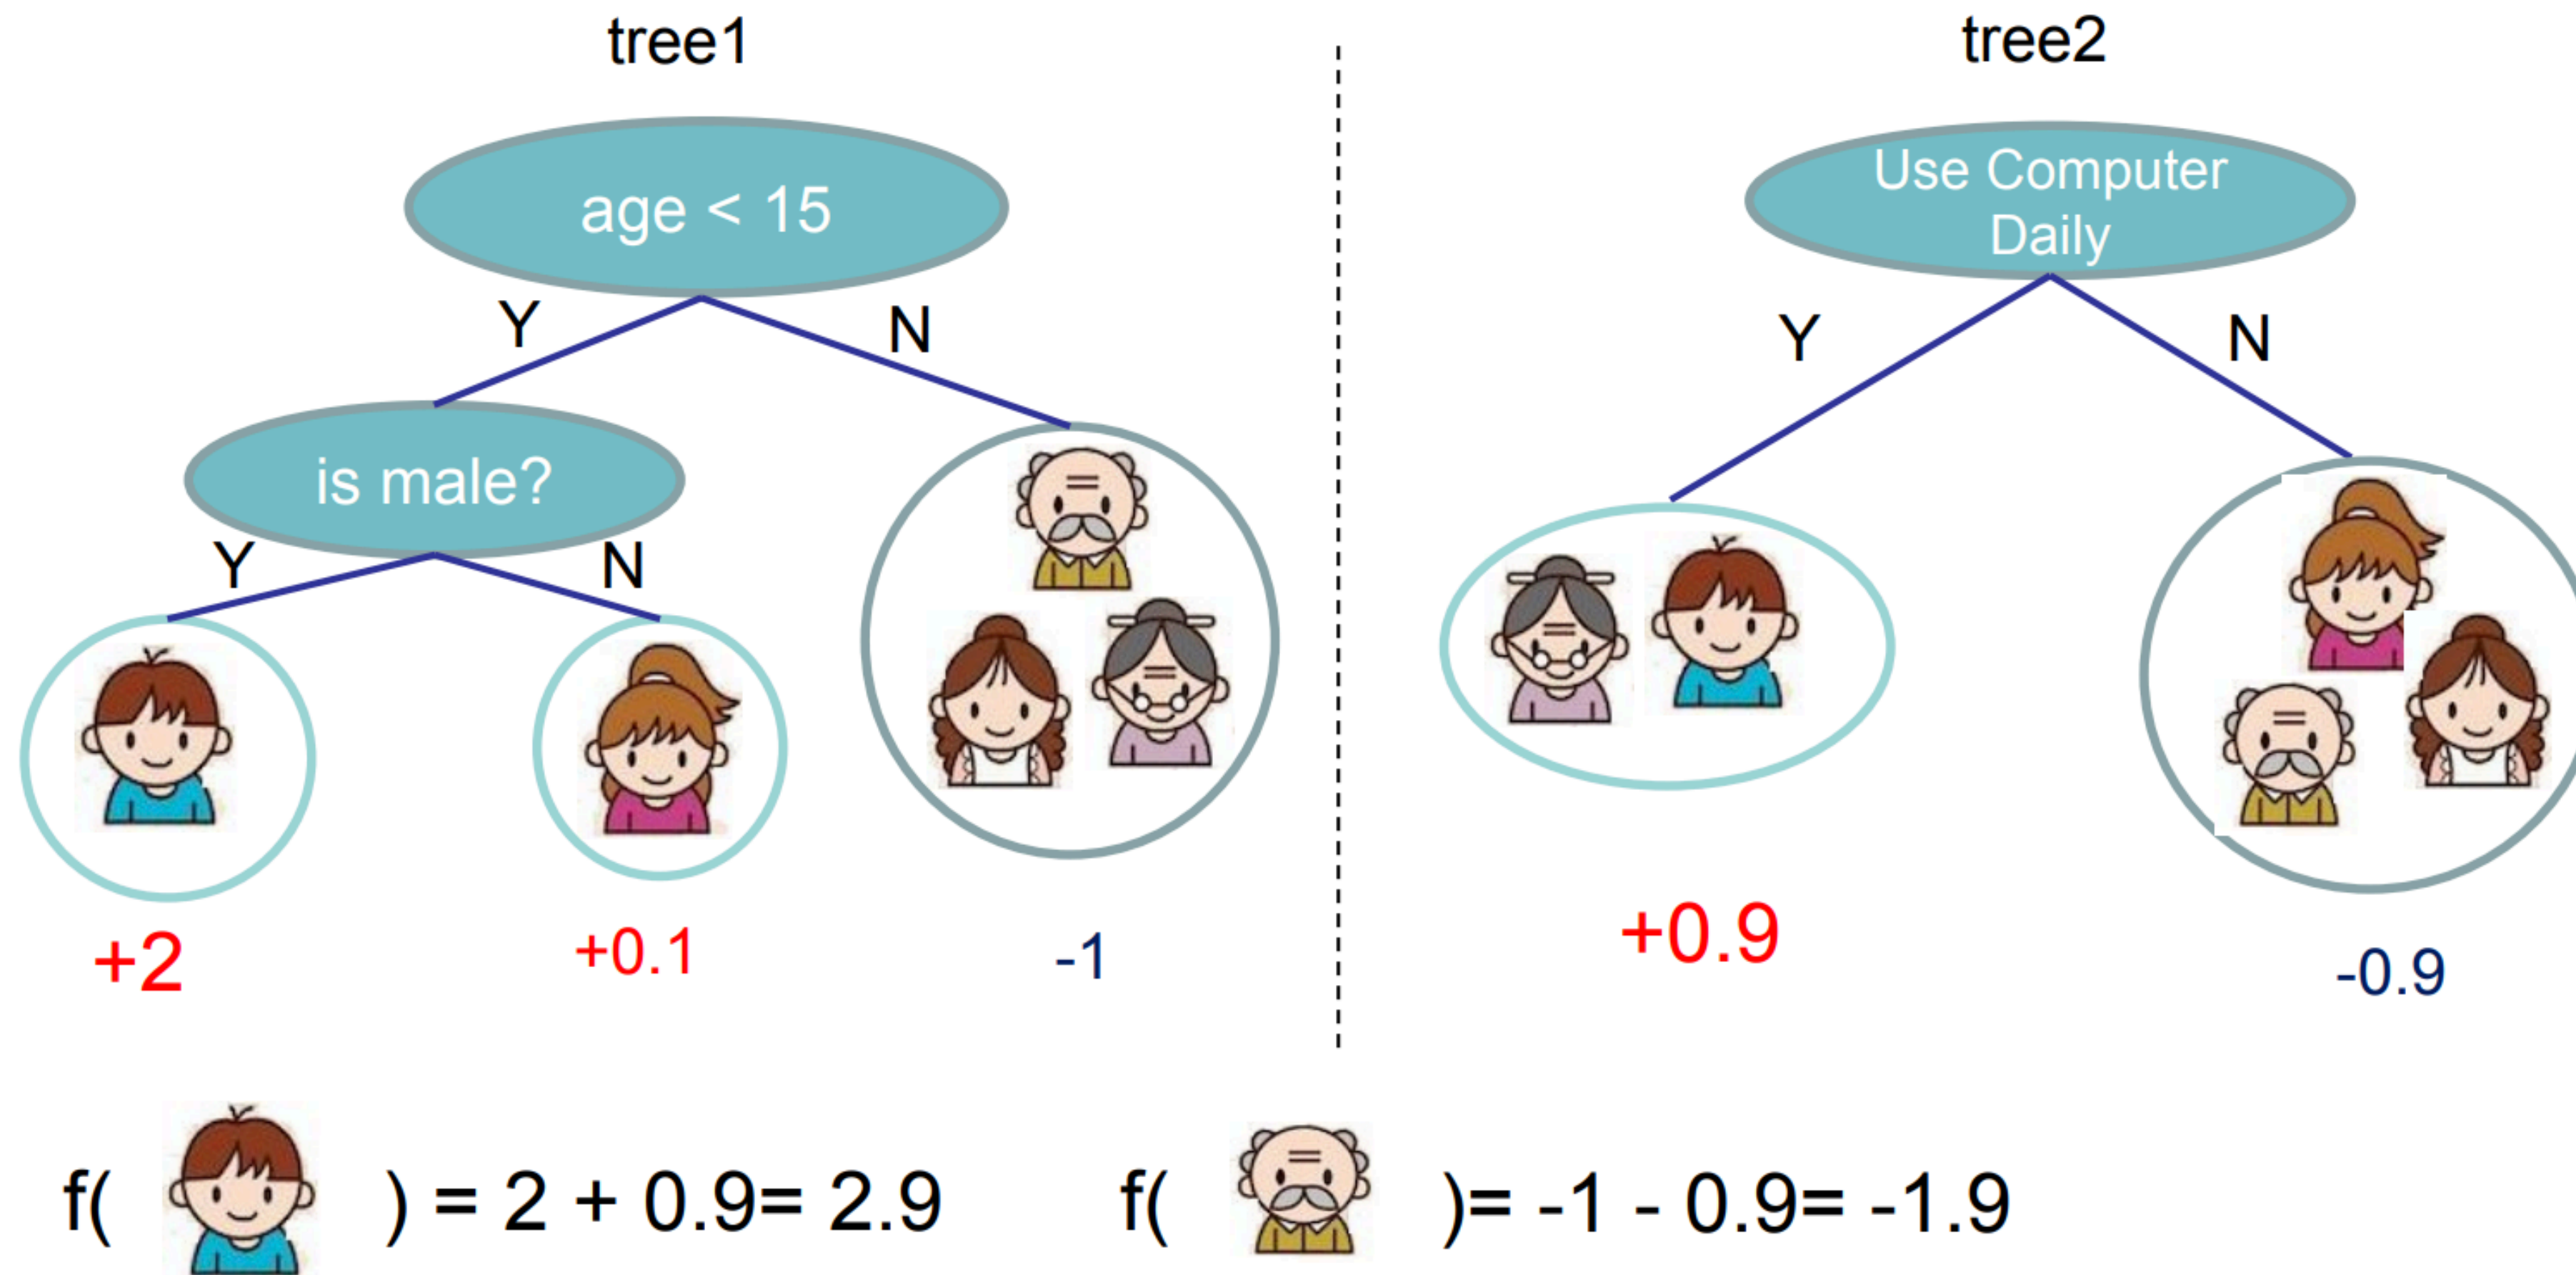 tree1
age < 15
Y
N
is male?
Y
N
+2
+0.1
-1
tree2
Use Computer
Daily
Y
N
+0.9
-0.9
f( ) = 2 + 0.9= 2.9
f( )= -1 - 0.9= -1.9